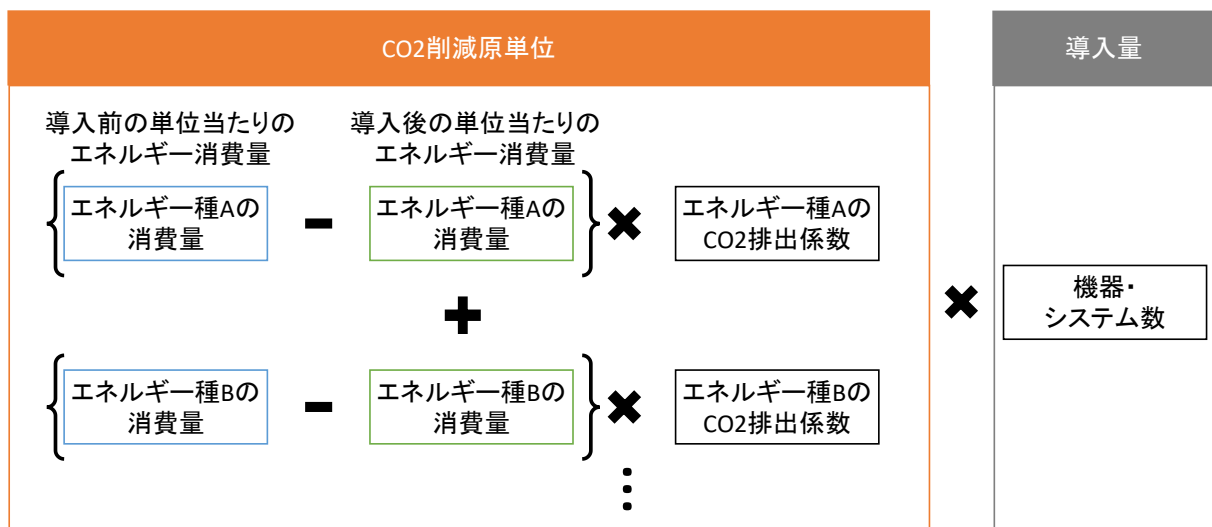 CO2削減原単位
導入量
導入前の単位当たりの
エネルギー消費量
導入後の単位当たりの
エネルギー消費量
エネルギー種Aの
消費量
エネルギー種Aの
消費量
エネルギー種Aの
CO2排出係数
機器・
システム数
エネルギー種Bの
消費量
エネルギー種Bの
消費量
エネルギー種Bの
CO2排出係数